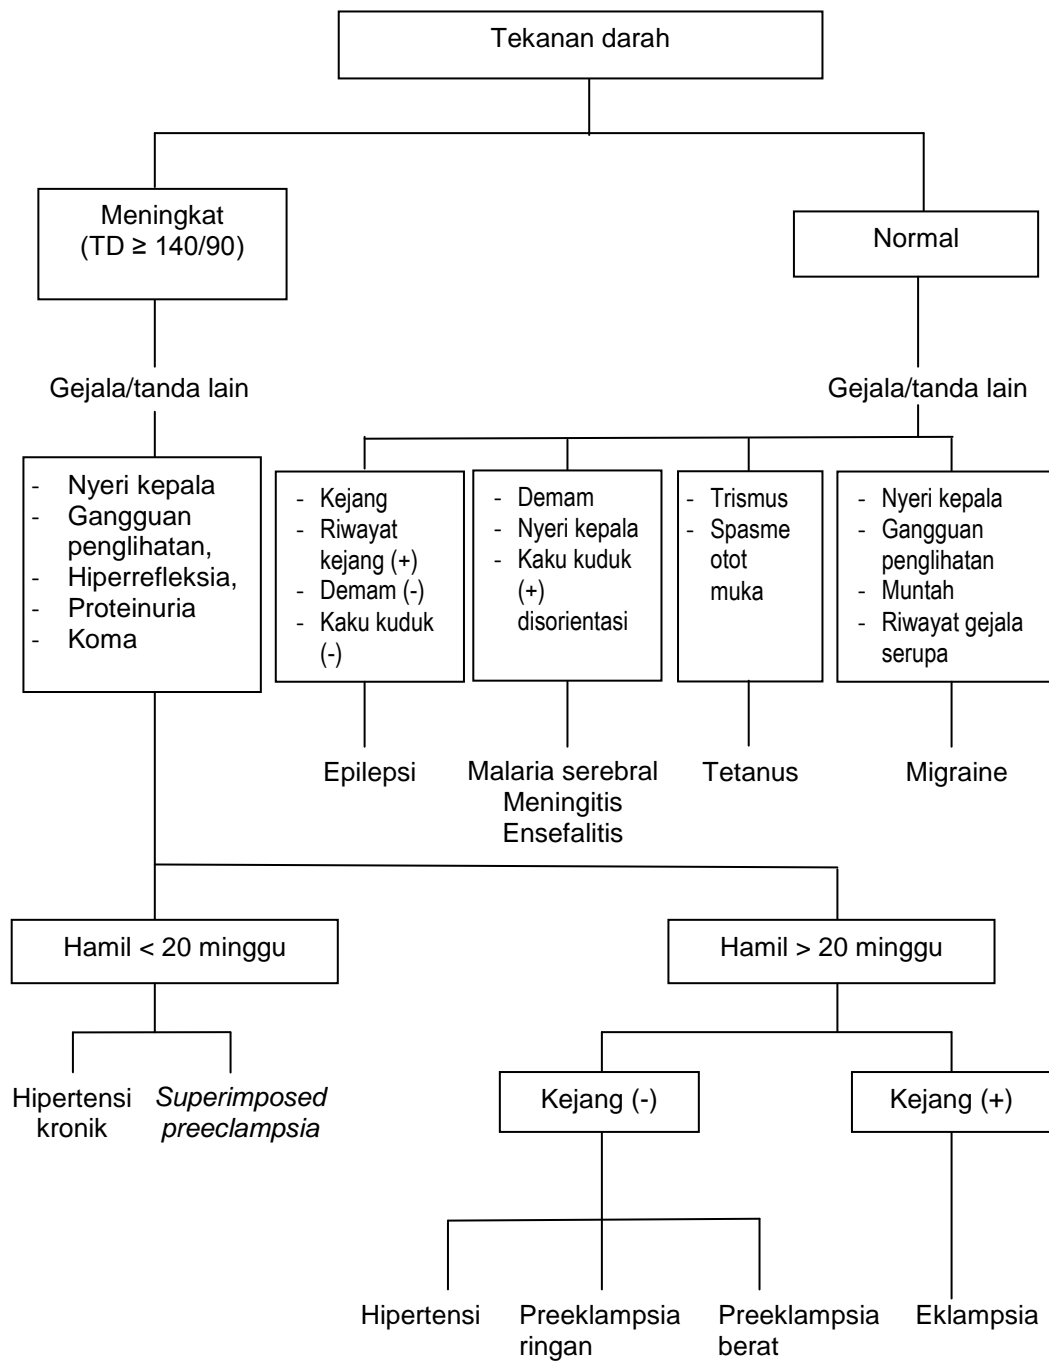 Tekanan darah
Meningkat
(TD ≥ 140/90)
Normal
Gejala/tanda lain
Gejala/tanda lain
- Nyeri kepala
- Gangguan
penglihatan,
- Hiperrefleksia,
- Proteinuria
- Koma
- Kejang
- Riwayat
kejang (+)
- Demam (-)
- Kaku kuduk
(-)
- Demam
- Nyeri kepala
- Kaku kuduk
(+)
disorientasi
- Trismus
- Spasme
otot
muka
- Nyeri kepala
- Gangguan
penglihatan
- Muntah
- Riwayat gejala
serupa
Epilepsi
Malaria serebral
Meningitis
Ensefalitis
Tetanus
Migraine
Hamil < 20 minggu
Hamil > 20 minggu
Hipertensi
kronik
Superimposed
preeclampsia
Kejang (-)
Kejang (+)
Hipertensi
Preeklampsia
ringan
Preeklampsia
berat
Eklampsia